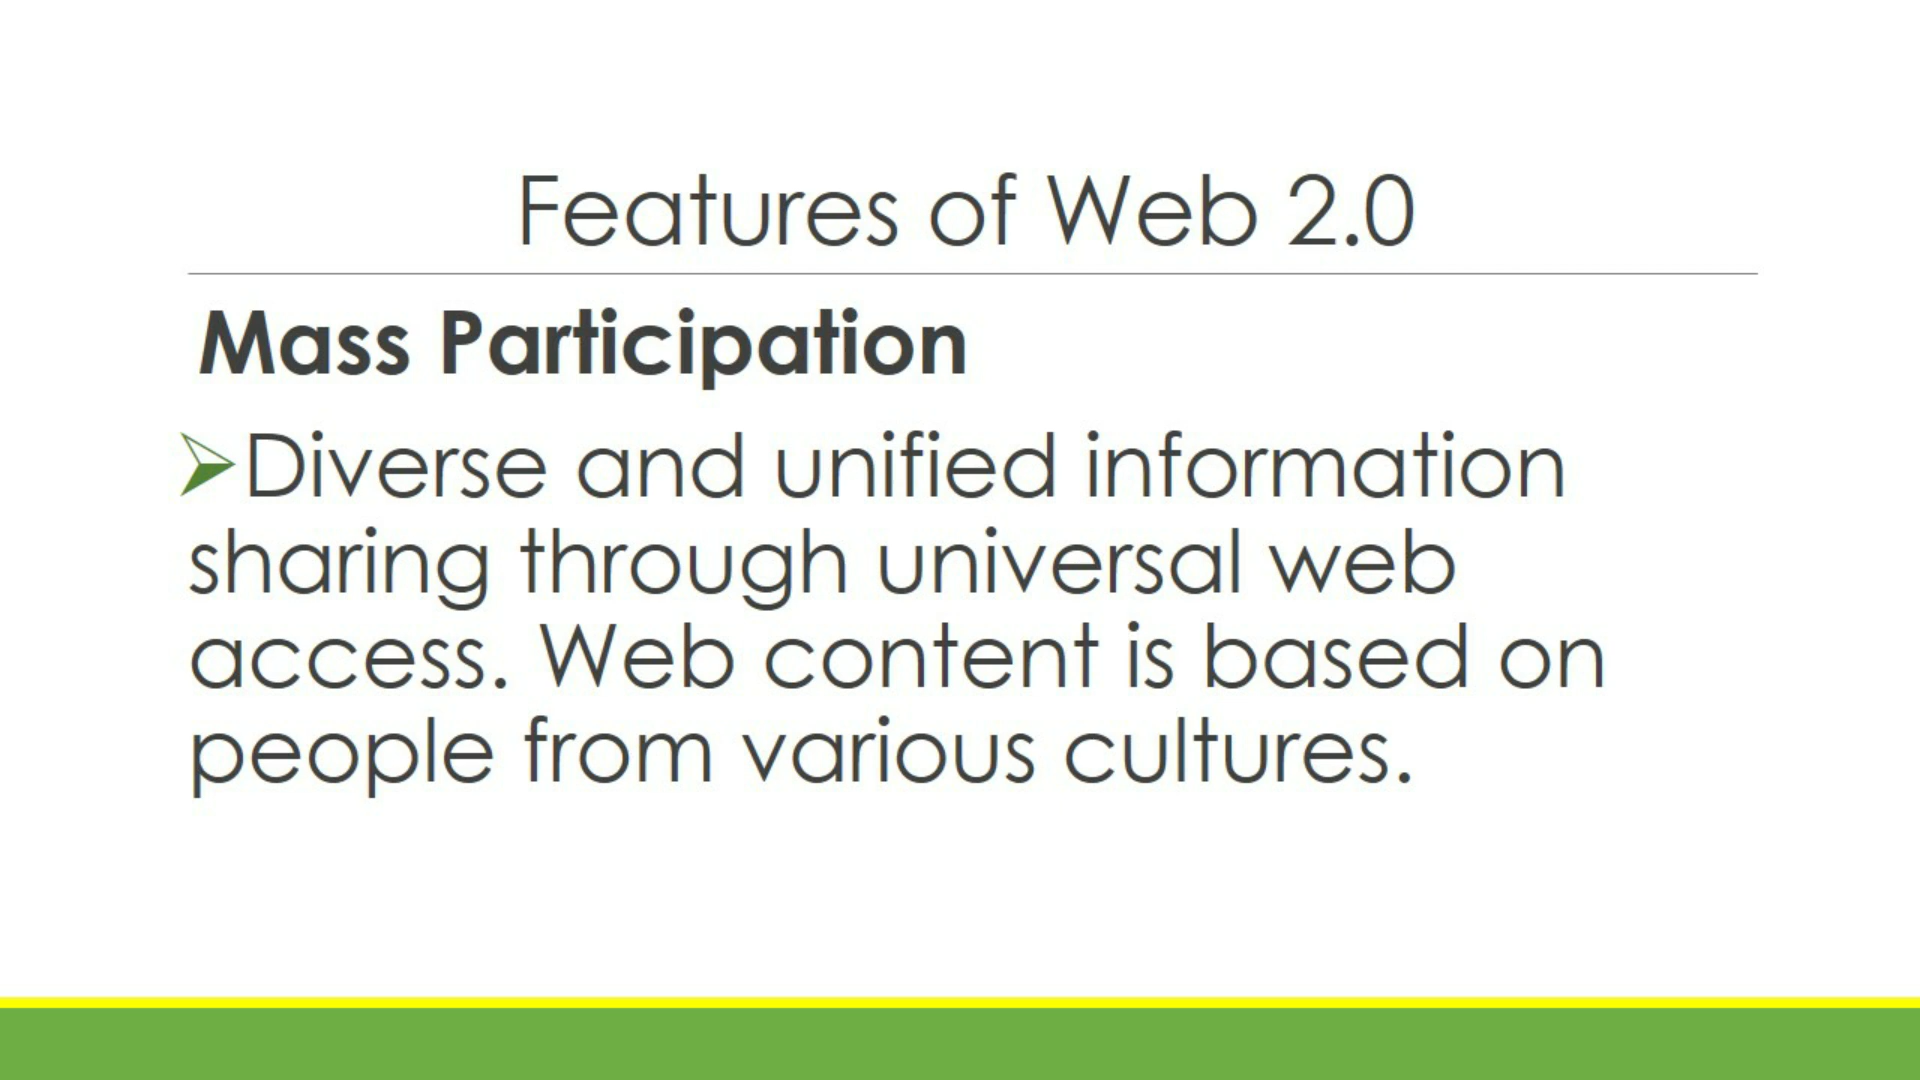 Features of Web 2.0
Mass Participation
Diverse and unified information
sharing through universal web
access. Web content is based on
people from various cultures.